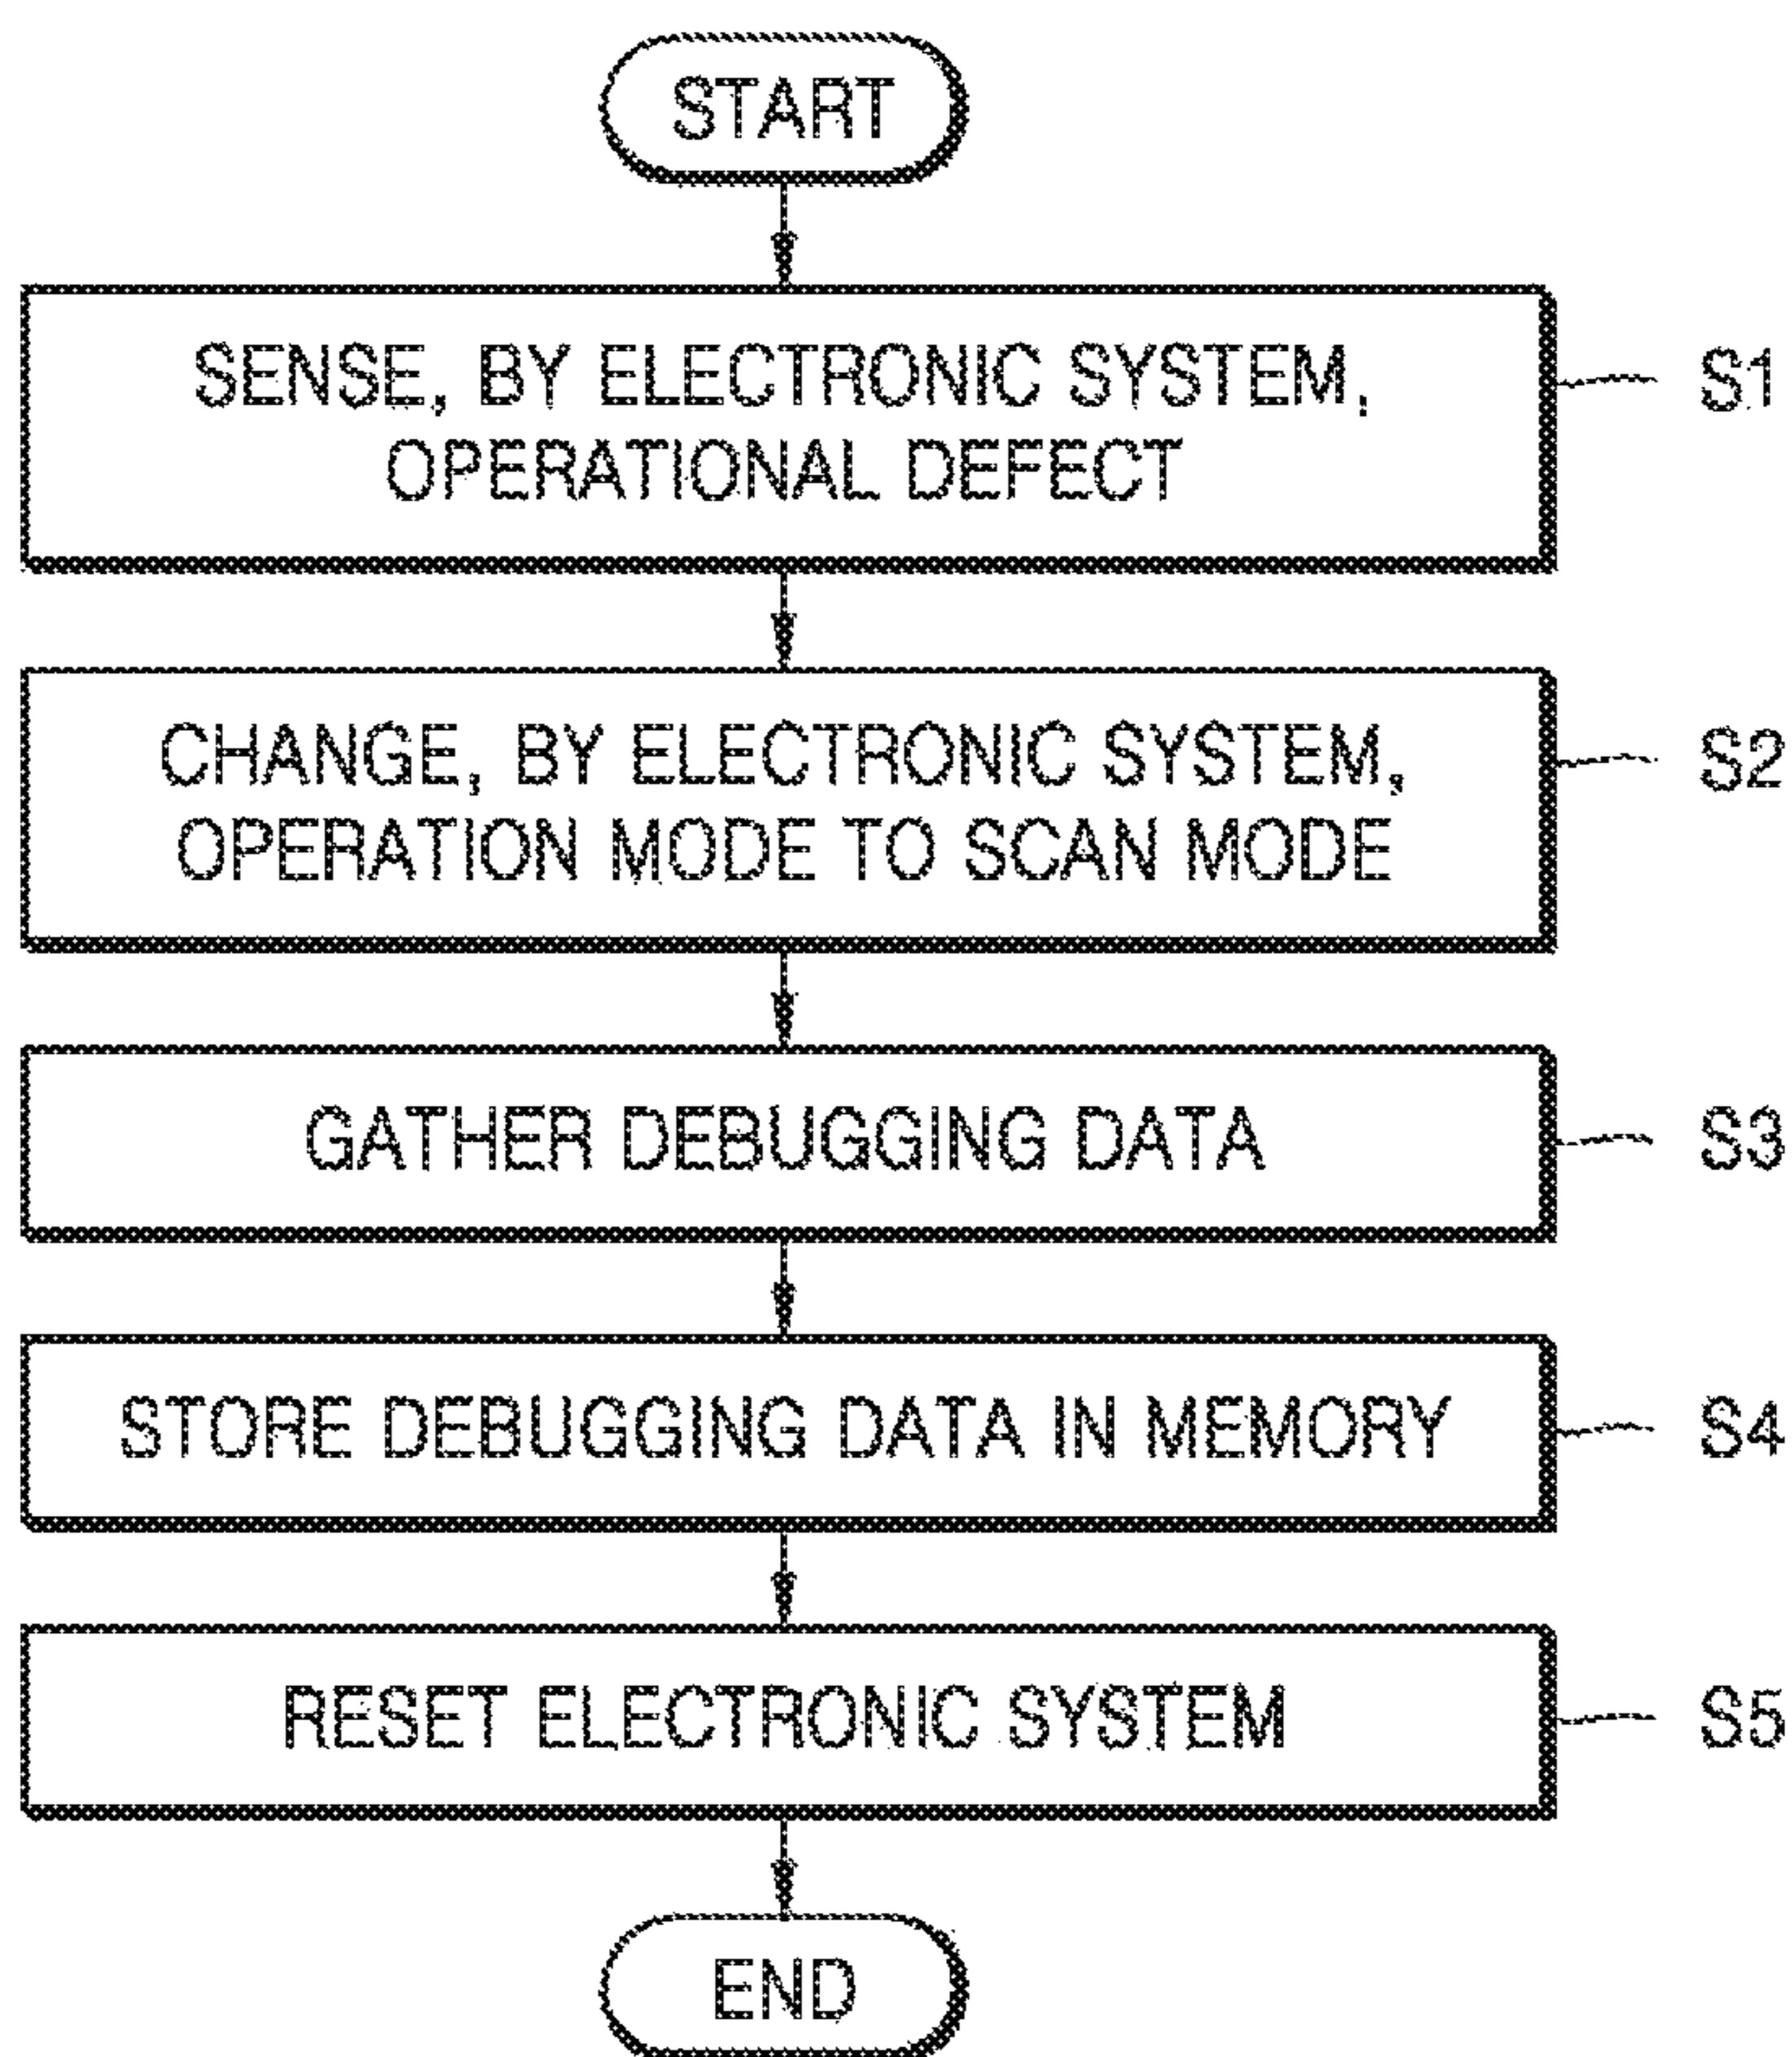 START
SENSE, BY ELECTRONIC SYSTEM,
OPERATIONAL DEFECT
S1
CHANGE, BY ELECTRONIC SYSTEM,
OPERATION MODE TO SCAN MODE
S2
GATHER DEBUGGING DATA
S3
STORE DEBUGGING DATA IN MEMORY
S4
RESET ELECTRONIC SYSTEM
S5
END